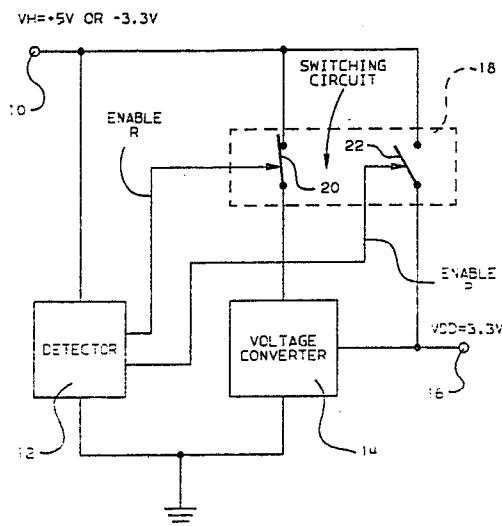 VH=+5V OR -3.3V
10
SWITCHING
CIRCUIT
18
ENABLE
R
22
20
ENABLE
P
DETECTOR
VOLTAGE
CONVERTER
VDD=3.3V
12
14
16